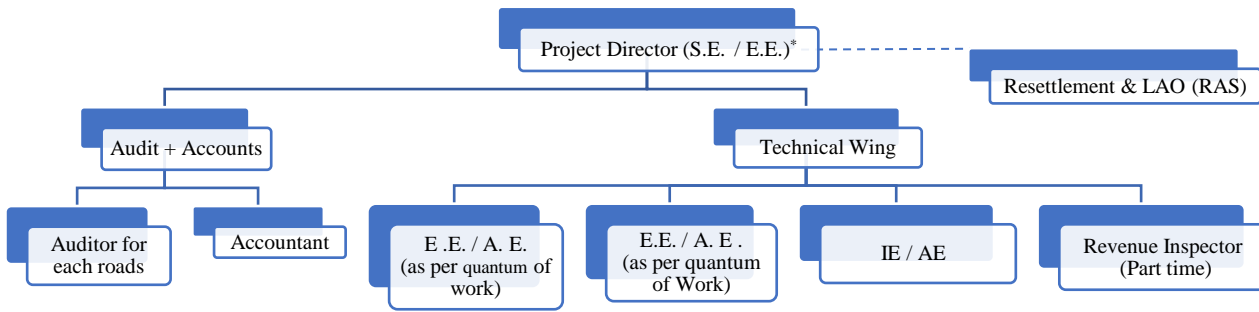 Project Director (S.E. / E.E.)*
Resettlement & LAO (RAS)
Audit + Accounts
Technical Wing
Auditor for
each roads
Accountant
E .E. / A. E.
(as per quantum of
work)
E.E. / A. E .
(as per quantum
of Work)
IE / AE
Revenue Inspector
(Part time)